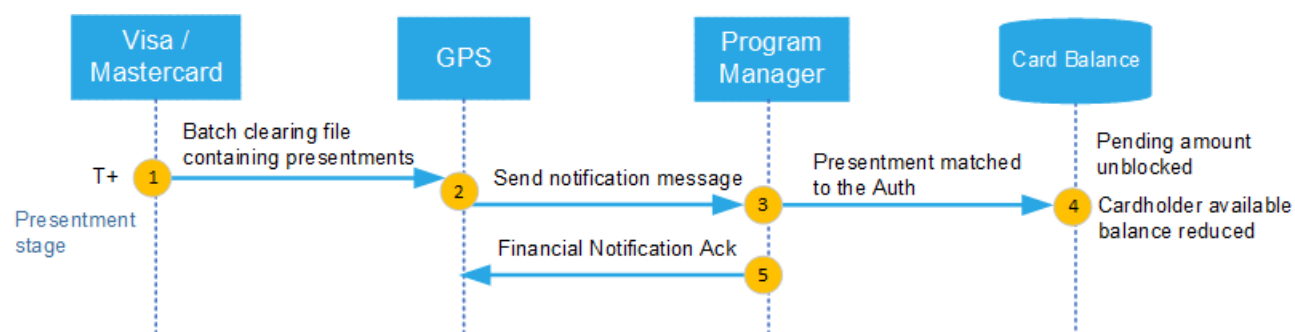 Visa /
Mastercard
GPS
Program
Manager
Card Balance
Batch clearing file
containing presentments
T+
1
Presentment
stage
2
Send notification message
3
Presentment matched
to the Auth
4
Pending amount
unblocked
Cardholder available
balance reduced
Financial Notification Ack
5